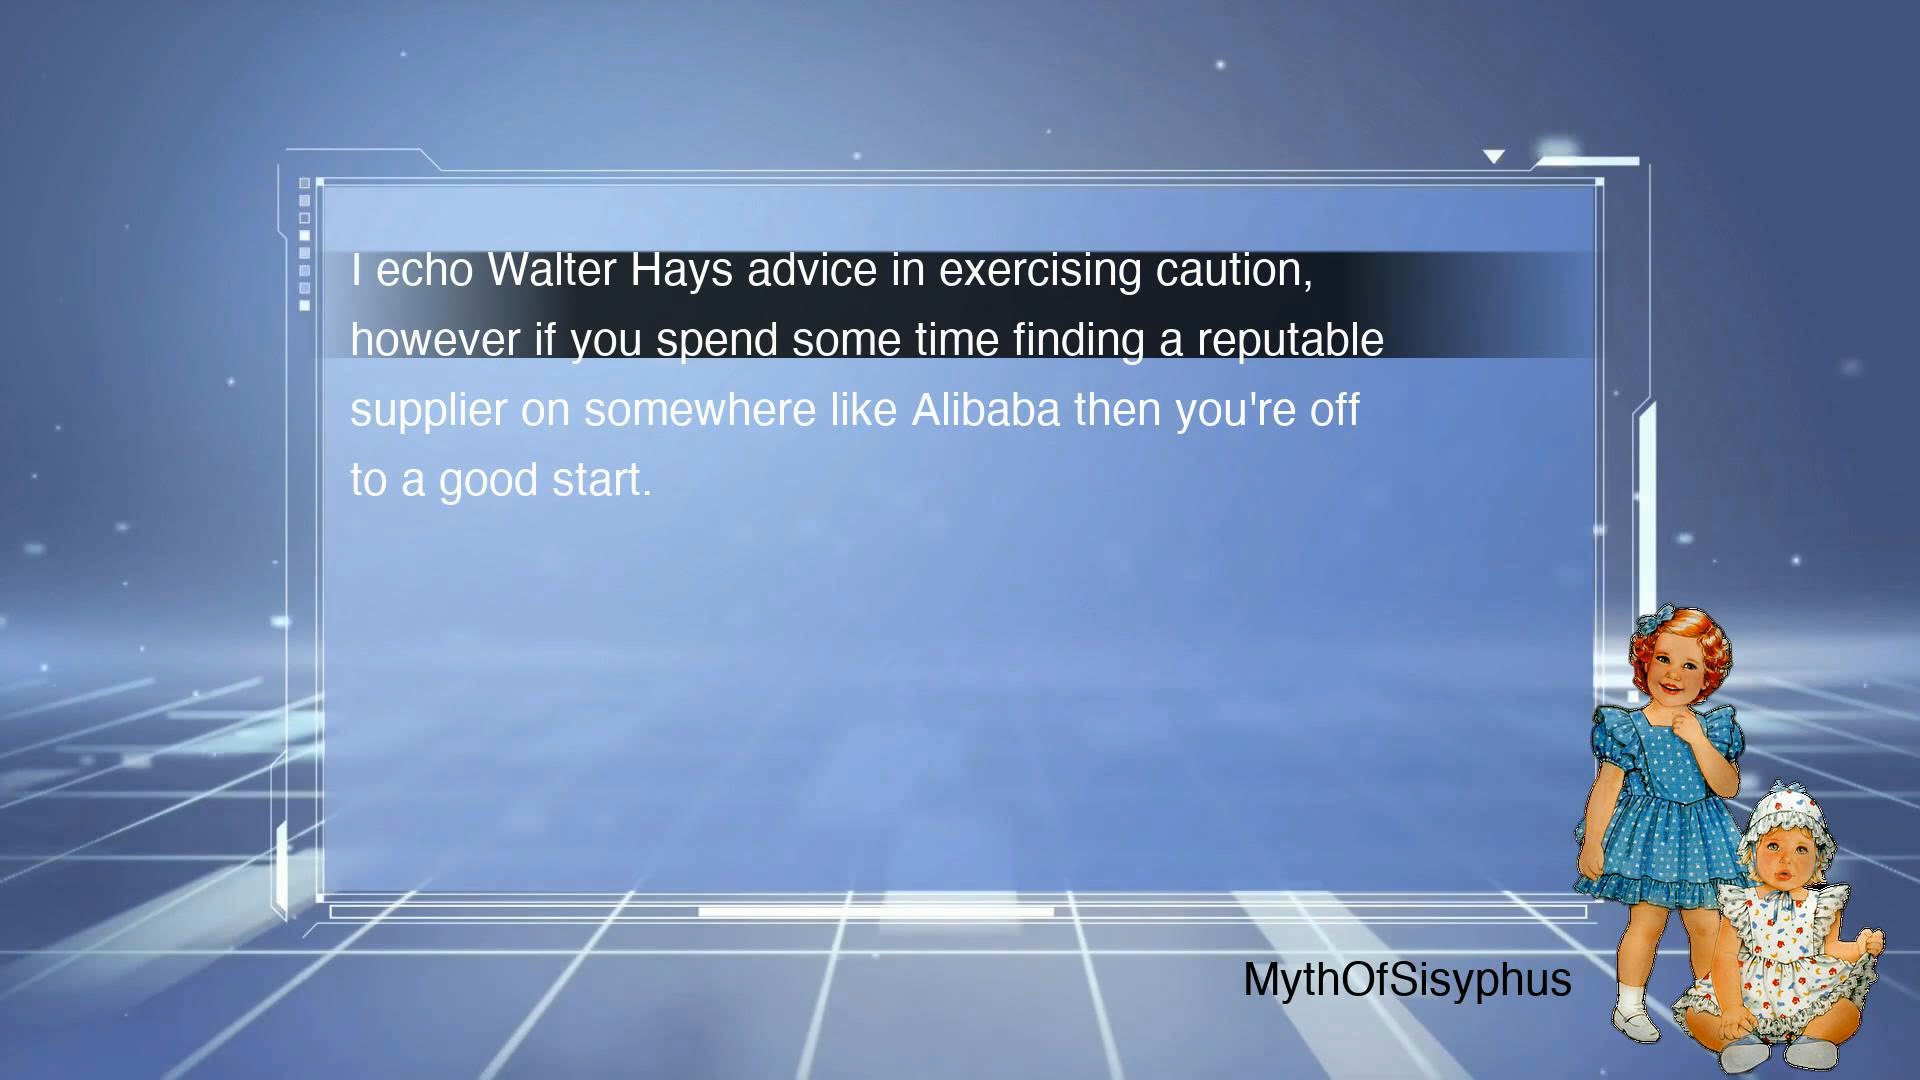 I echo Walter Hays advice in exercising caution,
however if you spend some time finding a reputable
supplier on somewhere like Alibaba then you're off
to a good start.
MythOfSisyphus